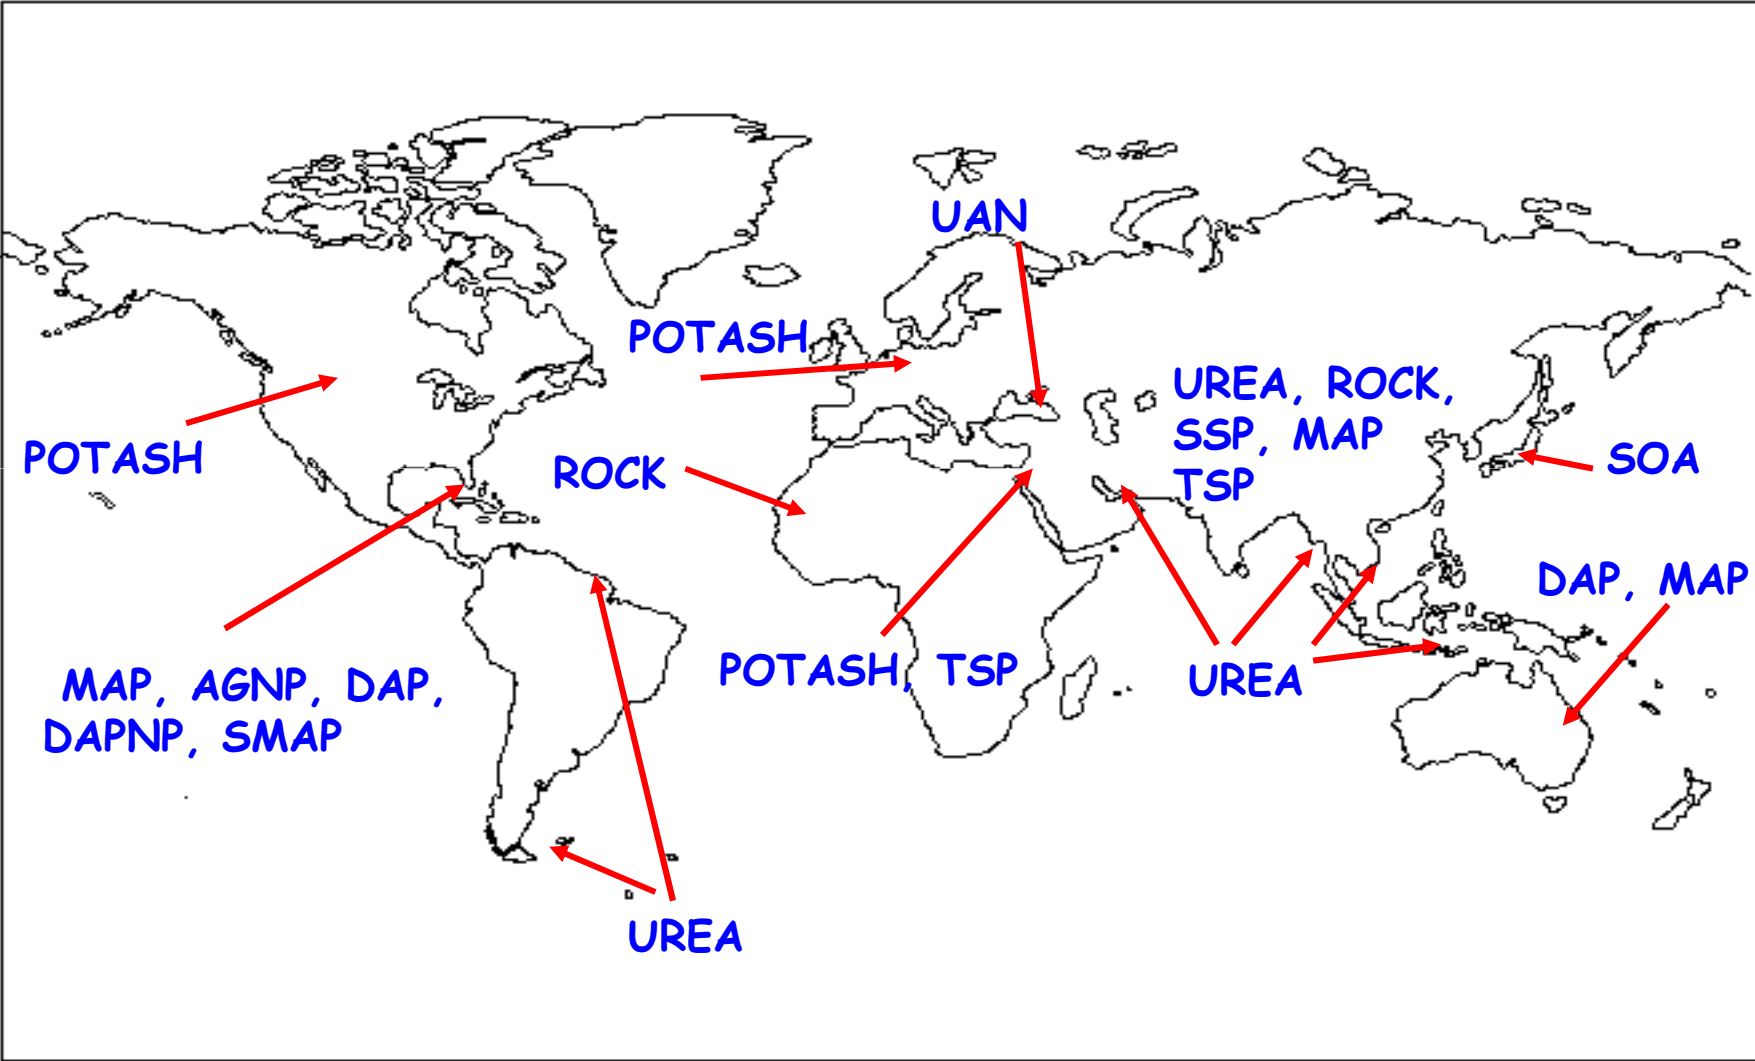 UAN
POTASH
UREA, ROCK,
SSP, MAP
TSP
POTASH
ROCK
SOA
DAP, MAP
MAP, AGNP, DAP,
DAPNP, SMAP
POTASH, TSP
UREA
UREA